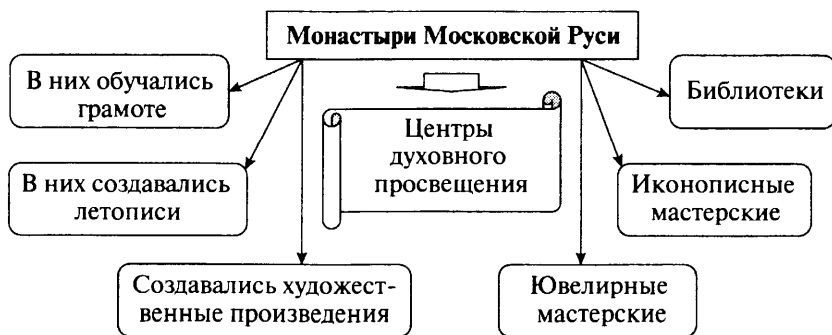 Монастыри Московской Руси
В них обучались
грамоте
Библиотеки
Центры
духовного
просвещения
В них создавались
летописи
Иконописные
мастерские
Создавались художест-
венные произведения
Ювелирные
мастерские